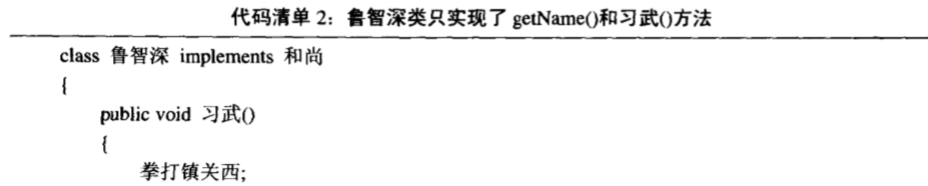 代码清单 2：鲁智深类只实现了 getName()和习武()方法
class 鲁智深 implements 和尚
{
public void 习武()
{
拳打镇关西;